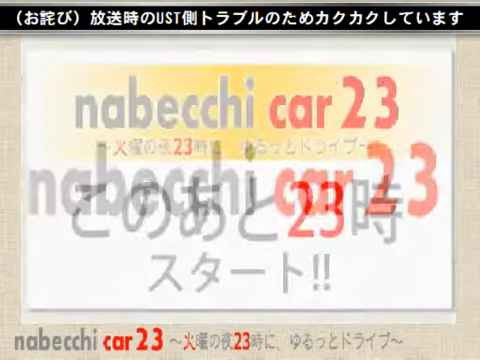 (お詫び) 放送時のUST側トラブルのためカクカクしています
nabecchi car 23
～火曜の夜23時に、ゆるっとドライブ～
nabecchi car 23
このあと23時
スタート!!
nabecchi car 23 ～火曜の夜23時に、ゆるっとドライブ～